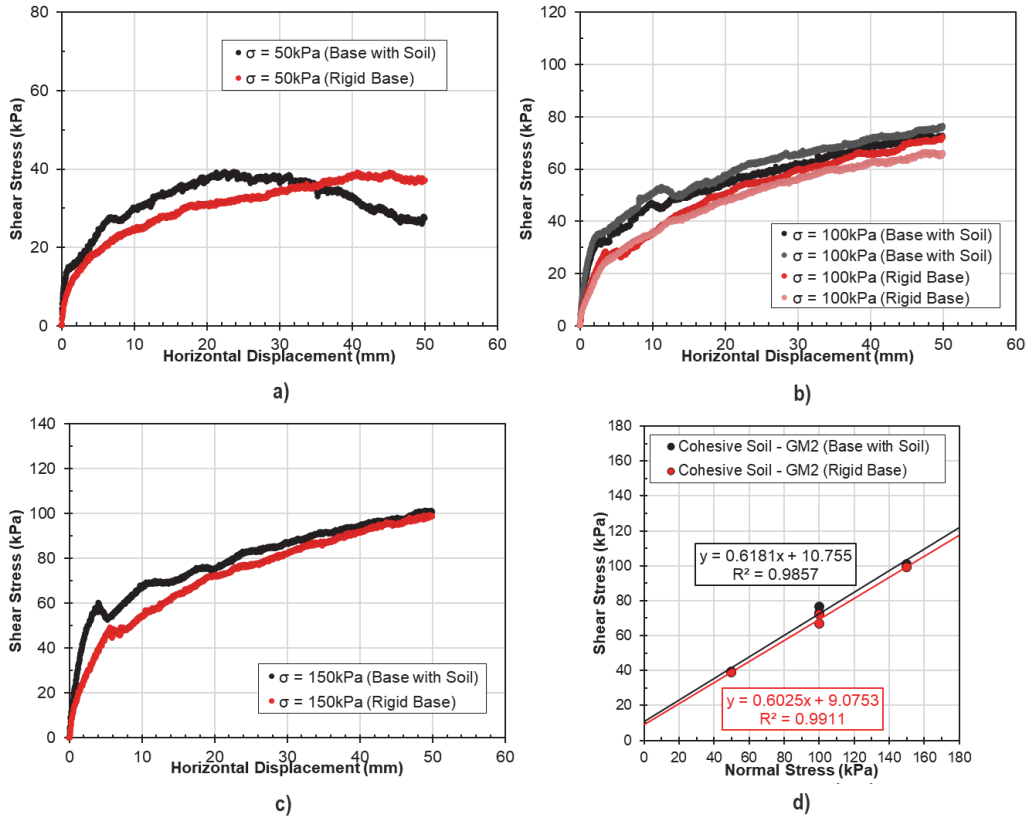 80
60
40
20
0
Shear Stress (kPa)
σ = 50kPa (Base with Soil)
σ = 50kPa (Rigid Base)
0 10 20 30 40 50 60
Horizontal Displacement (mm)
a)
120
100
80
60
40
20
0
Shear Stress (kPa)
σ = 100kPa (Base with Soil)
σ = 100kPa (Base with Soil)
σ = 100kPa (Rigid Base)
σ = 100kPa (Rigid Base)
0 10 20 30 40 50 60
Horizontal Displacement (mm)
b)
140
120
100
80
60
40
20
0
Shear Stress (kPa)
σ = 150kPa (Base with Soil)
σ = 150kPa (Rigid Base)
0 10 20 30 40 50 60
Horizontal Displacement (mm)
c)
180
160
140
120
100
80
60
40
20
0
Shear Stress (kPa)
Cohesive Soil - GM2 (Base with Soil)
Cohesive Soil - GM2 (Rigid Base)
y = 0.6181x + 10.755
R² = 0.9857
y = 0.6025x + 9.0753
R² = 0.9911
0 20 40 60 80 100 120 140 160 180
Normal Stress (kPa)
d)